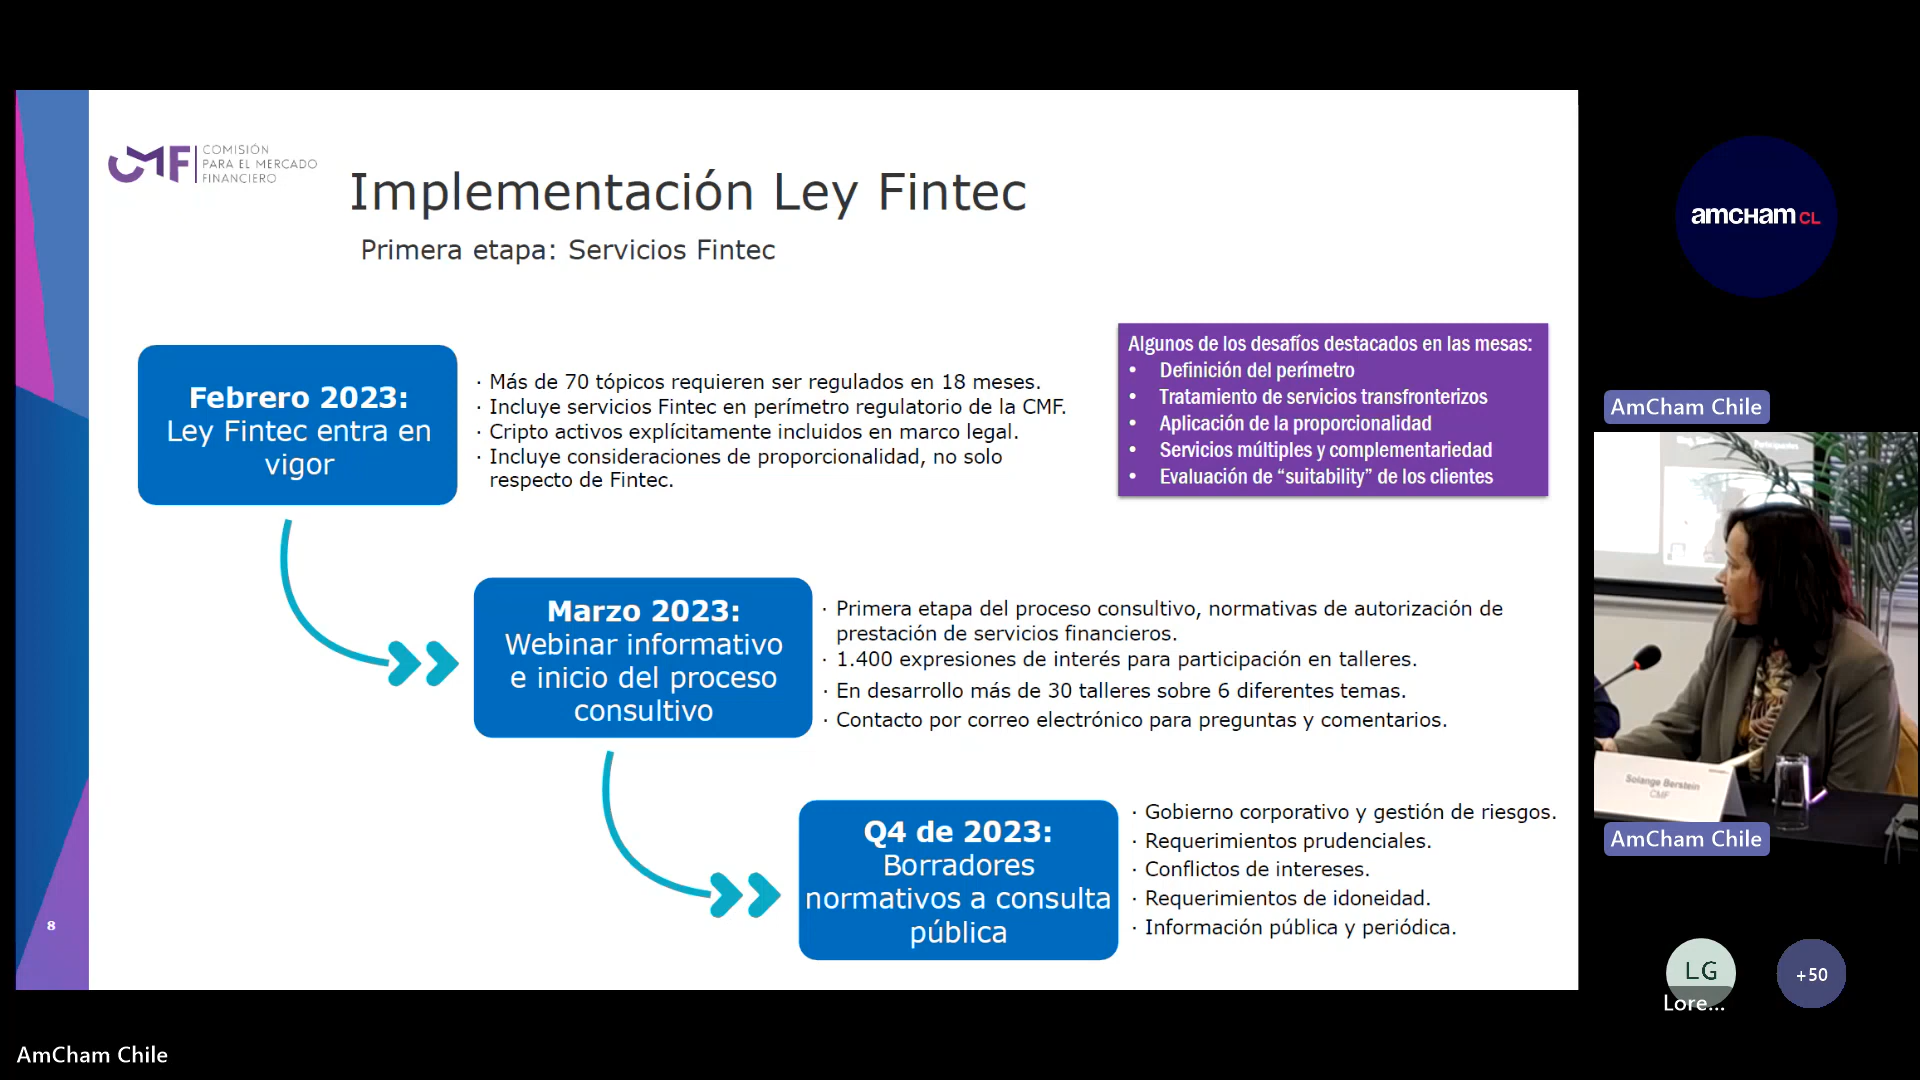 CMF
COMISIÓN
PARA EL MERCADO
FINANCIERO
Implementación Ley Fintec
Primera etapa: Servicios Fintec
Febrero 2023:
Ley Fintec entra en
vigor
· Más de 70 tópicos requieren ser regulados en 18 meses.
· Incluye servicios Fintec en perímetro regulatorio de la CMF.
· Cripto activos explícitamente incluidos en marco legal.
· Incluye consideraciones de proporcionalidad, no solo
respecto de Fintec.
Algunos de los desafíos destacados en las mesas:
• Definición del perímetro
• Tratamiento de servicios transfronterizos
• Aplicación de la proporcionalidad
• Servicios múltiples y complementariedad
• Evaluación de “suitability” de los clientes
Marzo 2023:
Webinar informativo
e inicio del proceso
consultivo
· Primera etapa del proceso consultivo, normativas de autorización de
prestación de servicios financieros.
· 1.400 expresiones de interés para participación en talleres.
· En desarrollo más de 30 talleres sobre 6 diferentes temas.
· Contacto por correo electrónico para preguntas y comentarios.
Q4 de 2023:
Borradores
normativos a consulta
pública
· Gobierno corporativo y gestión de riesgos.
· Requerimientos prudenciales.
· Conflictos de intereses.
· Requerimientos de idoneidad.
· Información pública y periódica.
8
amcham CL
AmCham Chile
Participantes
Solange Berstein
CMF
AmCham Chile
LG
Lore...
+50
AmCham Chile